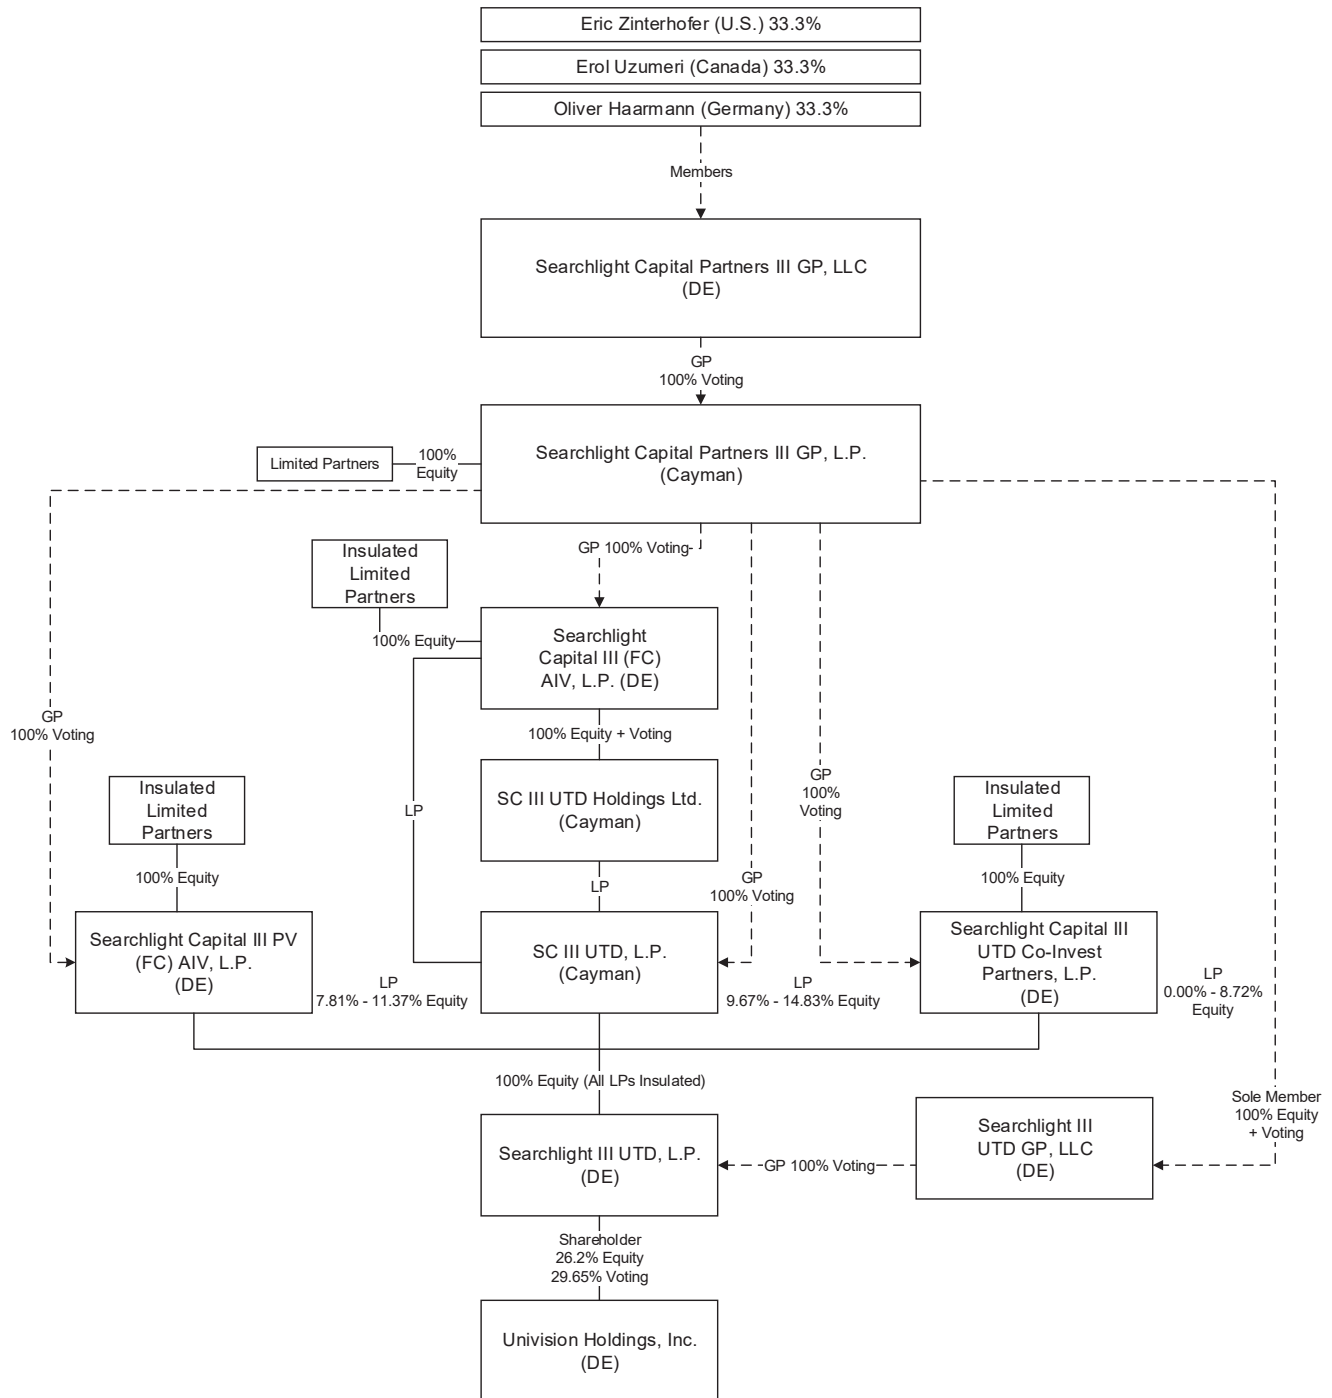 Eric Zinterhofer (U.S.) 33.3%
Erol Uzumeri (Canada) 33.3%
Oliver Haarmann (Germany) 33.3%
Members
Searchlight Capital Partners III GP, LLC
(DE)
GP
100% Voting
Searchlight Capital Partners III GP, L.P.
(Cayman)
Limited Partners
100%
Equity
GP 100% Voting
Insulated
Limited
Partners
100% Equity
Searchlight
Capital III (FC)
AIV, L.P. (DE)
GP
100% Voting
100% Equity + Voting
Insulated
Limited
Partners
100% Equity
LP
SC III UTD Holdings Ltd.
(Cayman)
GP
100%
Voting
Insulated
Limited
Partners
100% Equity
LP
GP
100% Voting
Searchlight Capital III PV
(FC) AIV, L.P.
(DE)
LP
7.81% - 11.37% Equity
SC III UTD, L.P.
(Cayman)
LP
9.67% - 14.83% Equity
Searchlight Capital III
UTD Co-Invest
Partners, L.P.
(DE)
LP
0.00% - 8.72%
Equity
100% Equity (All LPs Insulated)
Sole Member
100% Equity
+ Voting
Searchlight III UTD, L.P.
(DE)
GP 100% Voting
Searchlight III
UTD GP, LLC
(DE)
Shareholder
26.2% Equity
29.65% Voting
Univision Holdings, Inc.
(DE)